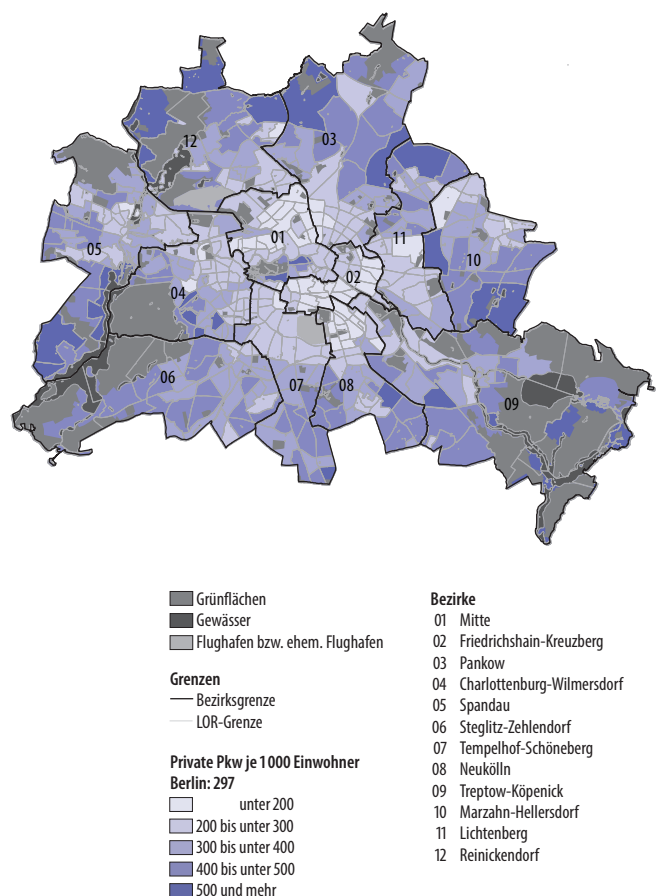 12
03
01
11
05
02
10
04
06
07
08
09
Grünflächen
Gewässer
Flughafen bzw. ehem. Flughafen
Grenzen
Bezirksgrenze
LOR-Grenze
Private Pkw je 1000 Einwohner
Berlin: 297
unter 200
200 bis unter 300
300 bis unter 400
400 bis unter 500
500 und mehr
Bezirke
01 Mitte
02 Friedrichshain-Kreuzberg
03 Pankow
04 Charlottenburg-Wilmersdorf
05 Spandau
06 Steglitz-Zehlendorf
07 Tempelhof-Schöneberg
08 Neukölln
09 Treptow-Köpenick
10 Marzahn-Hellersdorf
11 Lichtenberg
12 Reinickendorf